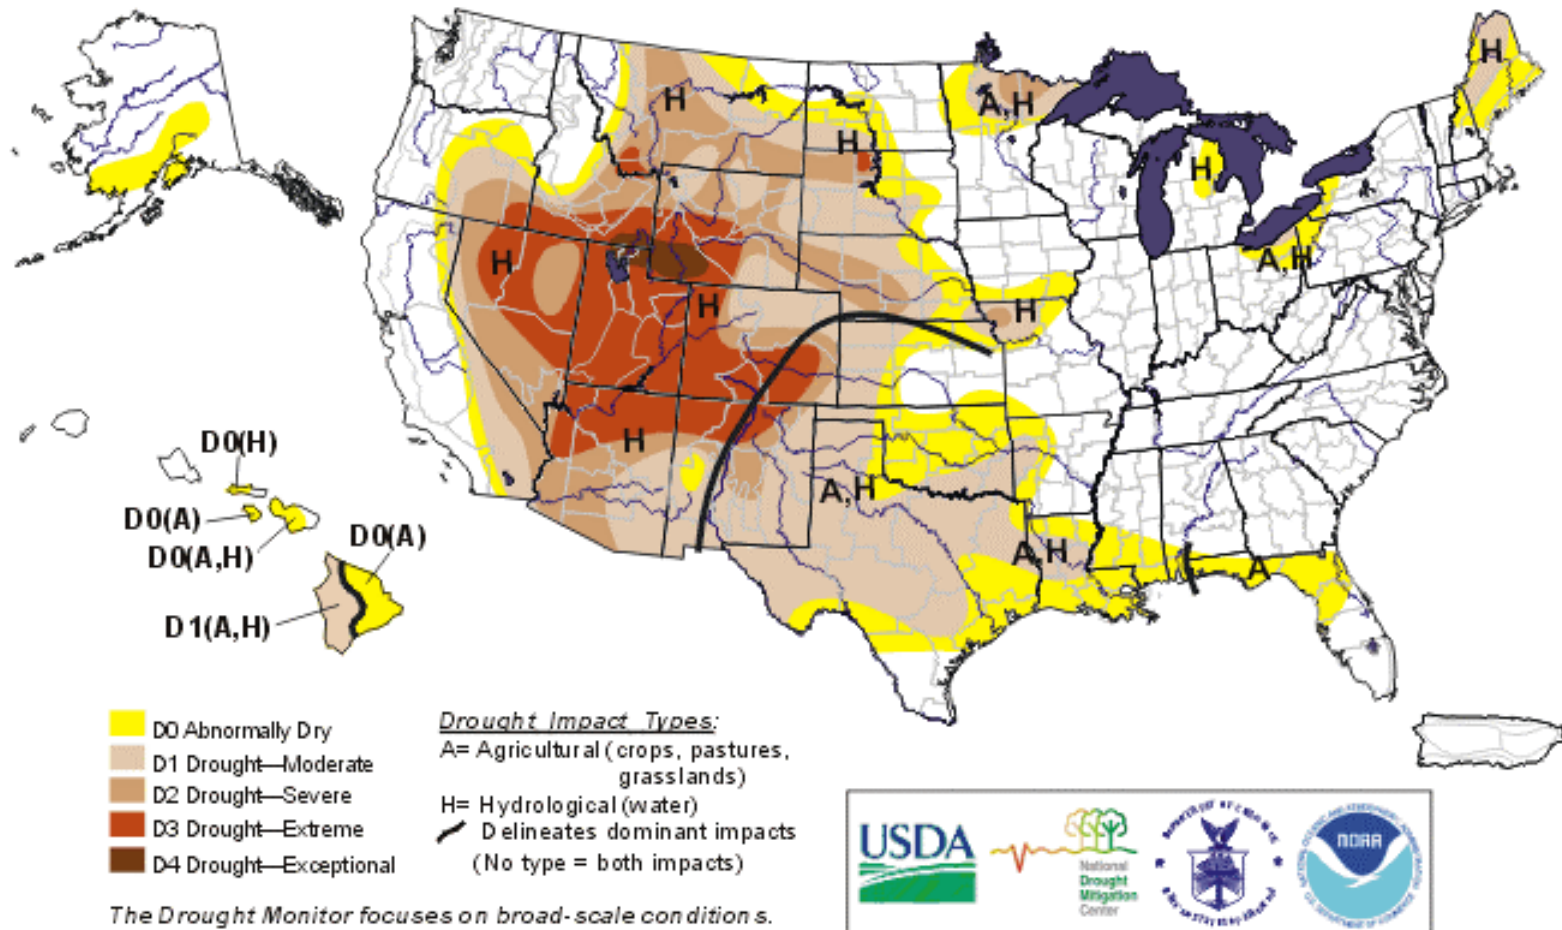 H
H
A,H
H
H
H
A,H
H
H
H
H
A,H
A,H
A
D0(H)
D0(A)
D0(A,H)
D0(A)
D1(A,H)
D0 Abnormally Dry
D1 Drought—Moderate
D2 Drought—Severe
D3 Drought—Extreme
D4 Drought—Exceptional
Drought Impact Types:
A= Agricultural (crops, pastures,
grasslands)
H= Hydrological (water)
Delineates dominant impacts
(No type = both impacts)
The Drought Monitor focuses on broad-scale conditions.
USDA
National
Drought
Mitigation
Center
NOAA